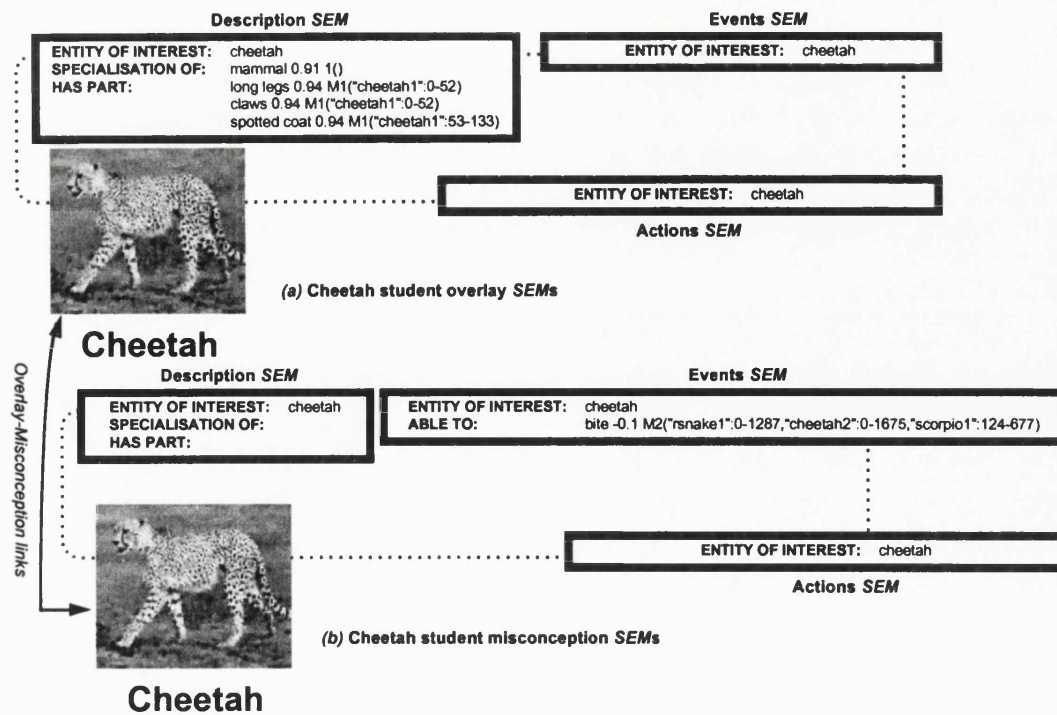 Description SEM
ENTITY OF INTEREST: cheetah
SPECIALISATION OF: mammal 0.91 1()
HAS PART: long legs 0.94 M1("cheetah1":0-52)
claws 0.94 M1("cheetah1":0-52)
spotted coat 0.94 M1("cheetah1":53-133)
Events SEM
ENTITY OF INTEREST: cheetah
ENTITY OF INTEREST: cheetah
Actions SEM
(a) Cheetah student overlay SEMs
Cheetah
Overlay-Misconception links
Description SEM
ENTITY OF INTEREST: cheetah
SPECIALISATION OF:
HAS PART:
Events SEM
ENTITY OF INTEREST: cheetah
ABLE TO: bite -0.1 M2("rsnake1":0-1287,"cheetah2":0-1675,"scorpio1":124-677)
ENTITY OF INTEREST: cheetah
Actions SEM
(b) Cheetah student misconception SEMs
Cheetah